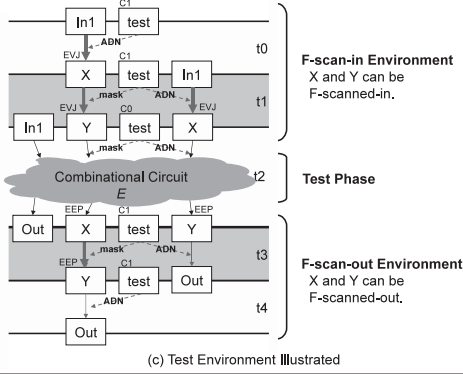 C1
In1 test
ADN
t0
EVJ
C1
X test In1
F-scan-in Environment
X and Y can be
F-scanned-in.
EVJ mask ADN EVJ
t1
C0
In1 Y test X
mask ADN
Combinational Circuit
E
t2
Test Phase
EEP C1 EEP
Out X test Y
mask ADN
t3
EEP
C1
Y test Out
F-scan-out Environment
X and Y can be
F-scanned-out.
ADN
t4
Out
(c) Test Environment Illustrated